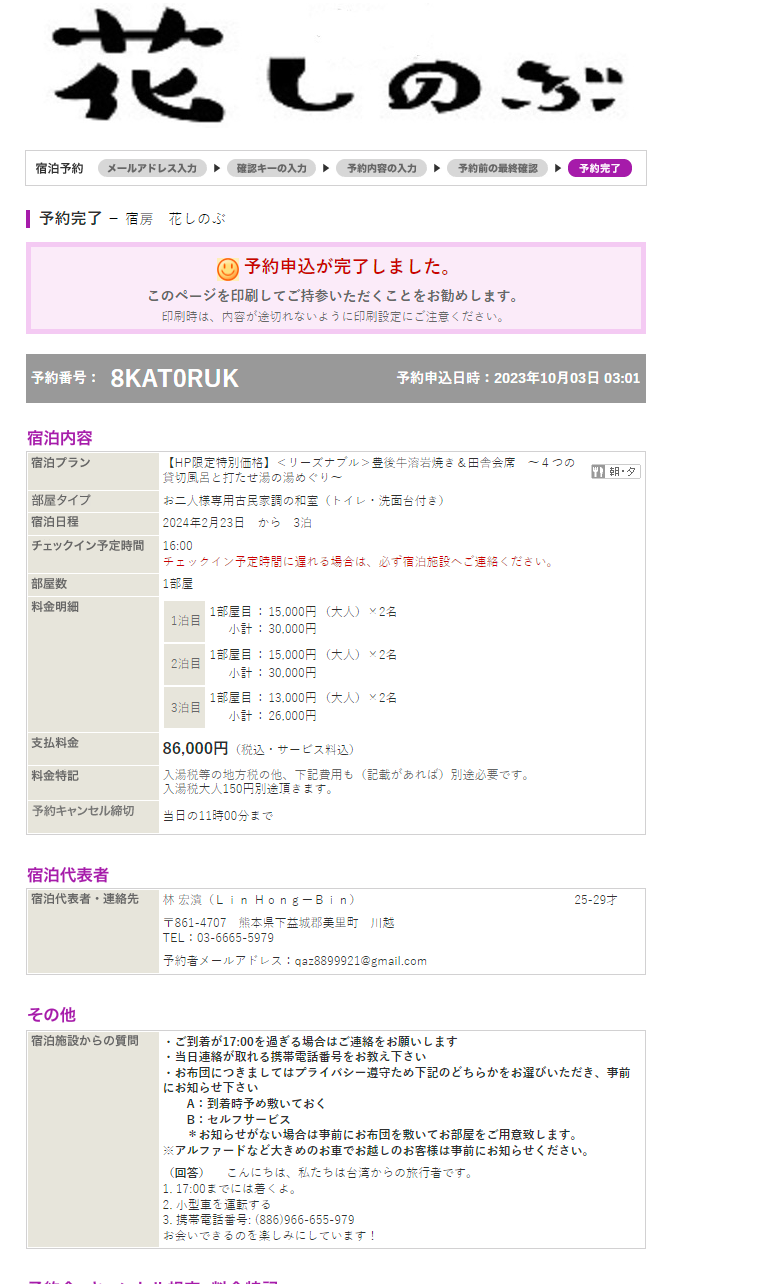 花しのぶ
宿泊予約 メールアドレス入力 ▶ 確認キーの入力 ▶ 予約内容の入力 ▶ 予約前の最終確認 ▶ 予約完了
予約完了 − 宿房　花しのぶ
予約申込が完了しました。
このページを印刷してご持参いただくことをお勧めします。
印刷時は、内容が途切れないように印刷設定にご注意ください。
予約番号： 8KAT0RUK 予約申込日時：2023年10月03日 03:01
宿泊内容
宿泊プラン 【HP限定特別価格】＜リーズナブル＞豊後牛溶岩焼き＆田舎会席　～４つの 朝・夕
貸切風呂と打たせ湯の湯めぐり～
部屋タイプ お二人様専用古民家調の和室（トイレ・洗面台付き）
宿泊日程 2024年2月23日　から　3泊
チェックイン予定時間 16:00
チェックイン予定時間に遅れる場合は、必ず宿泊施設へご連絡ください。
部屋数 1部屋
料金明細
1泊目 1部屋目： 15,000円 （大人）×2名
小計： 30,000円
2泊目 1部屋目： 15,000円 （大人）×2名
小計： 30,000円
3泊目 1部屋目： 13,000円 （大人）×2名
小計： 26,000円
支払料金 86,000円（税込・サービス料込）
料金特記 入湯税等の地方税の他、下記費用も（記載があれば）別途必要です。
入湯税大人150円別途頂きます。
予約キャンセル締切 当日の11時00分まで
宿泊代表者
宿泊代表者・連絡先 林 宏濱（Ｌｉｎ Ｈｏｎｇ－Ｂｉｎ） 25-29才
〒861-4707　熊本県下益城郡美里町　川越
TEL：03-6665-5979
予約者メールアドレス：qaz8899921@gmail.com
その他
宿泊施設からの質問 ・ご到着が17:00を過ぎる場合はご連絡をお願いします
・当日連絡が取れる携帯電話番号をお教え下さい
・お布団につきましてはプライバシー遵守ため下記のどちらかをお選びいただき、事前
にお知らせ下さい
A：到着時予め敷いておく
B：セルフサービス
＊お知らせがない場合は事前にお布団を敷いてお部屋をご用意致します。
※アルファードなど大きめのお車でお越しのお客様は事前にお知らせください。
（回答）　こんにちは、私たちは台湾からの旅行者です。
1. 17:00までには着くよ。
2. 小型車を運転する
3. 携帯電話番号: (886)966-655-979
お会いできるのを楽しみにしています！